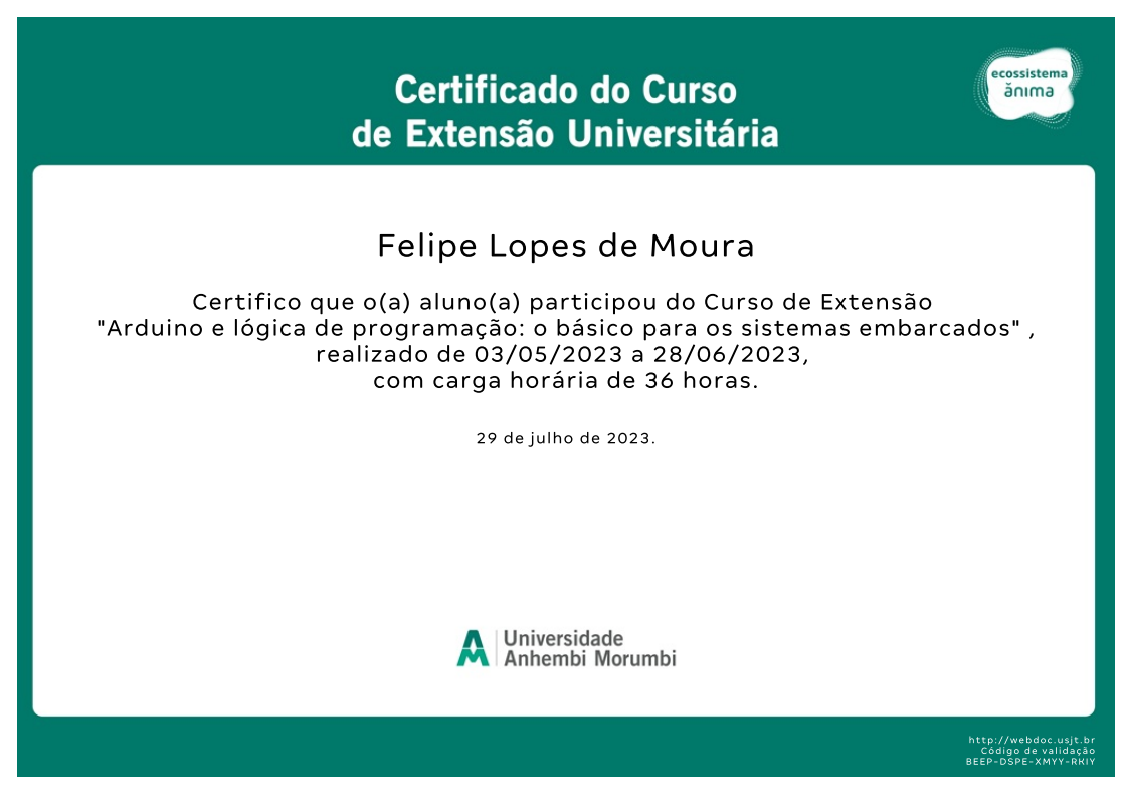 Certificado do Curso
de Extensão Universitária
ecossistema
ănıma
Felipe Lopes de Moura
Certifico que o(a) aluno(a) participou do Curso de Extensão
"Arduino e lógica de programação: o básico para os sistemas embarcados" ,
realizado de 03/05/2023 a 28/06/2023,
com carga horária de 36 horas.
29 de julho de 2023.
Universidade
Anhembi Morumbi
http://webdoc.usjt.br
Código de validação
BEEP-DSPE-XMYY-RKIY